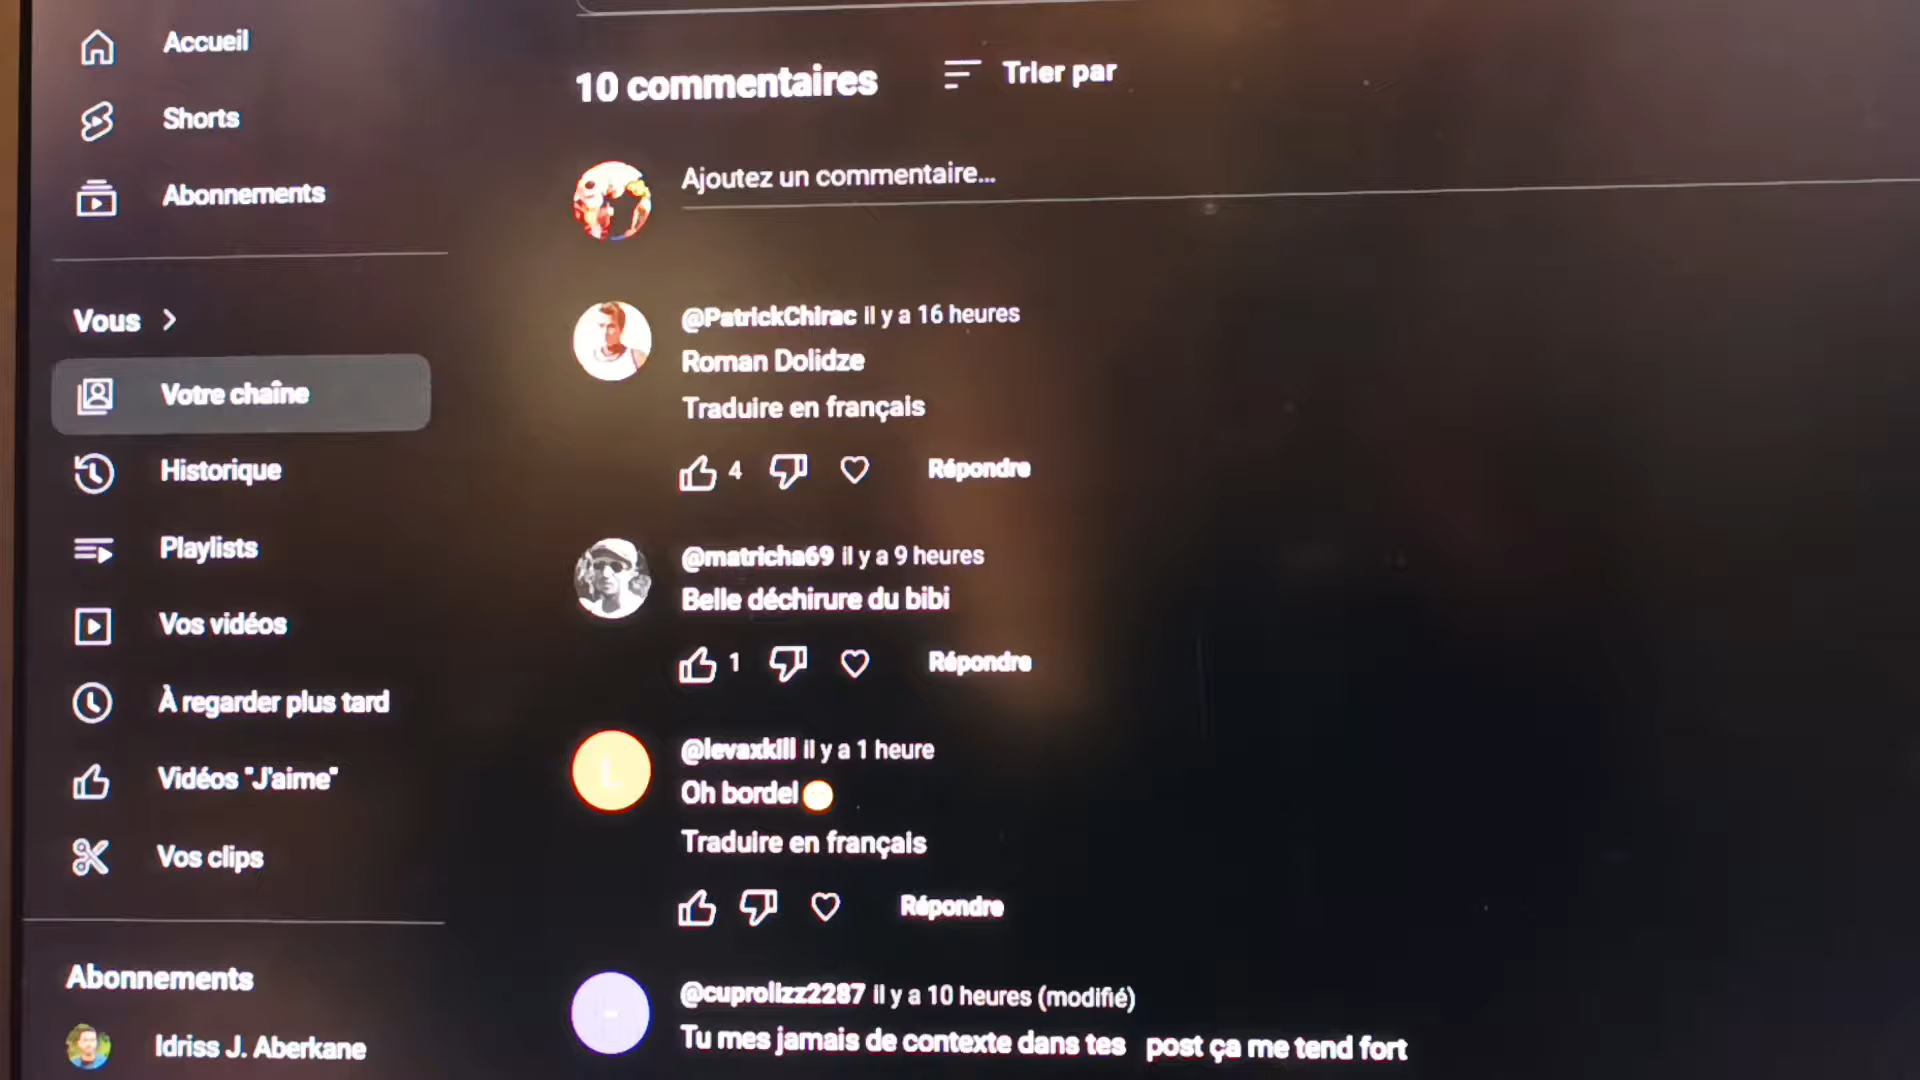 Accueil
Shorts
Abonnements
Vous
Votre chaîne
Historique
Playlists
Vos vidéos
À regarder plus tard
Vidéos "J'aime"
Vos clips
Abonnements
Idriss J. Aberkane
10 commentaires
Trier par
Ajoutez un commentaire...
@PatrickChirac il y a 16 heures
Roman Dolidze
Traduire en français
4
Répondre
@matricha69 il y a 9 heures
Belle déchirure du bibi
1
Répondre
@levaxkill il y a 1 heure
Oh bordel
Traduire en français
Répondre
@cuprolizz2287 il y a 10 heures (modifié)
Tu mes jamais de contexte dans tes post ça me tend fort